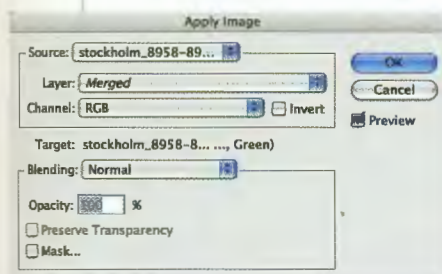 Apply Image
Source: stockholm_8958-89...
OK
Layer: Merged
Cancel
Channel: RGB Invert
Preview
Target: stockholm_8958-8... ..., Green)
Blending: Normal
Opacity: 100 %
Preserve Transparency
Mask...